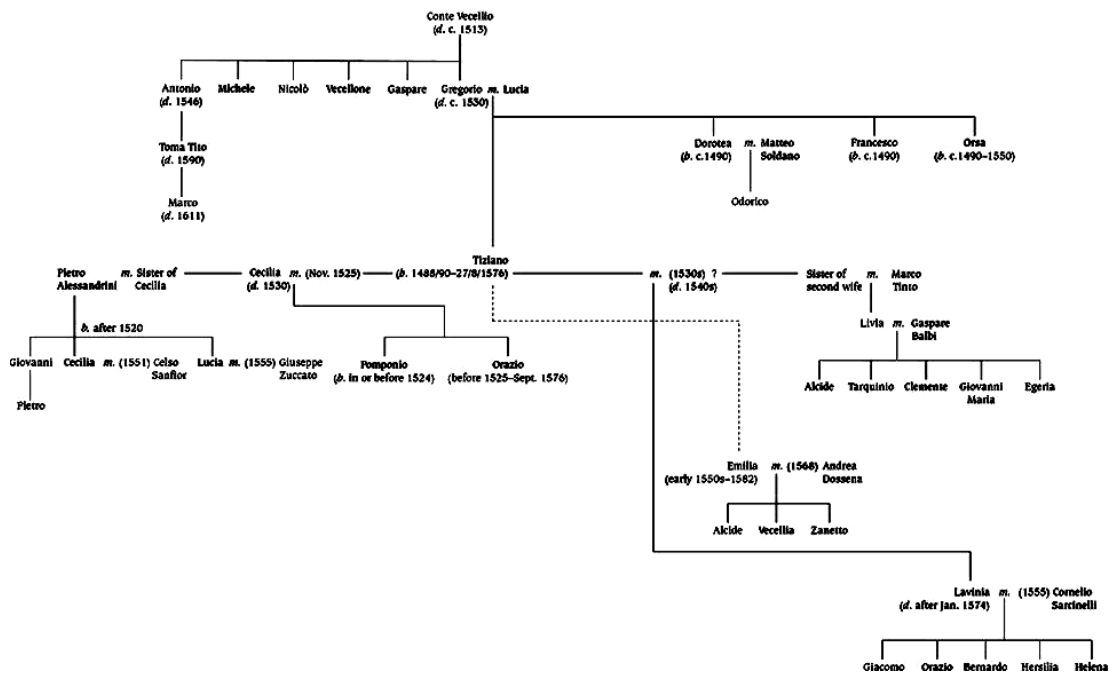 Conte Vecellio
(d. c. 1513)
Antonio
(d. 1546)
Michele
Nicolò
Vecellone
Gaspare
Gregorio m. Lucia
(d. c. 1530)
Toma Tito
(d. 1590)
Marco
(d. 1611)
Dorotea m. Matteo
(b. c.1490) Soldano
Odorico
Francesco
(b. c.1490)
Orsa
(b. c.1490–1550)
Pietro m. Sister of
Alessandrini Cecilia
Cecilia m. (Nov. 1525)
(d. 1530)
Tiziano
(b. 1488/90–27/8/1576)
m. (1530s) ?
(d. 1540s)
Sister of m. Marco
second wife Tinto
b. after 1520
Giovanni
Cecilia m. (1551) Celso
Sanfior
Lucia m. (1555) Giuseppe
Zuccato
Pietro
Pomponio
(b. in or before 1524)
Orazio
(before 1525–Sept. 1576)
Livia m. Gaspare
Balbi
Alcide
Tarquinio
Clemente
Giovanni
Maria
Egeria
Emilia m. (1568) Andrea
(early 1550s–1582) Dossena
Alcide
Vecellia
Zanetto
Lavinia m. (1555) Cornelio
(d. after Jan. 1574) Sarcinelli
Giacomo
Orazio
Bernardo
Hersilia
Helena